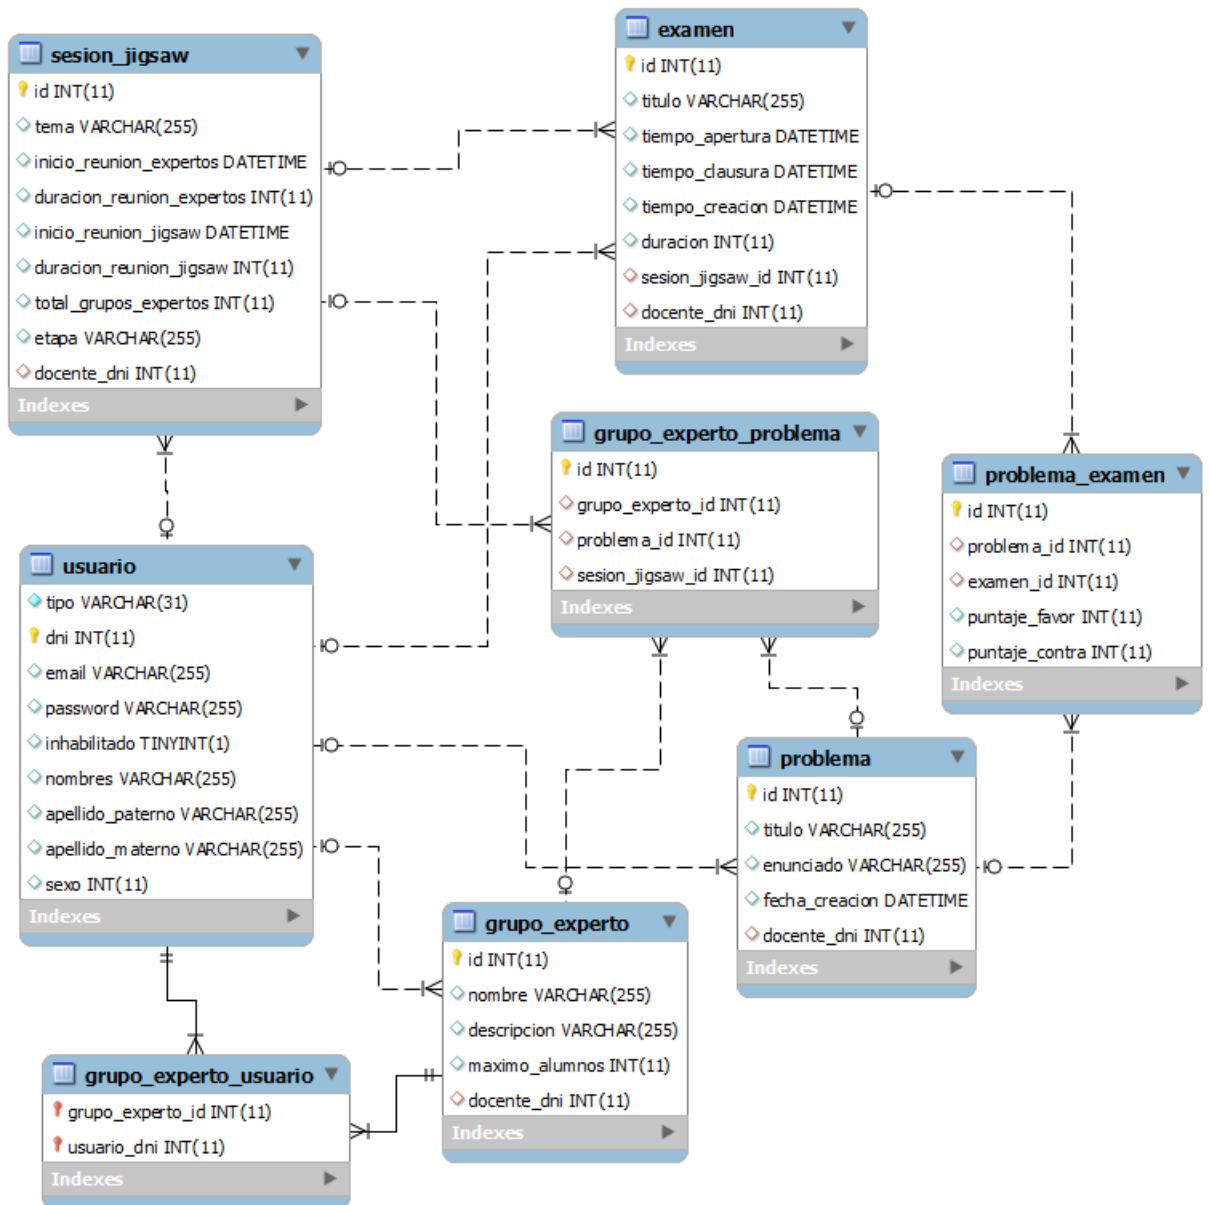 sesion_jigsaw
id INT(11)
tema VARCHAR(255)
inicio_reunion_expertos DATETIME
duracion_reunion_expertos INT(11)
inicio_reunion_jigsaw DATETIME
duracion_reunion_jigsaw INT(11)
total_grupos_expertos INT(11)
etapa VARCHAR(255)
docente_dni INT(11)
Indexes
examen
id INT(11)
titulo VARCHAR(255)
tiempo_apertura DATETIME
tiempo_clausura DATETIME
tiempo_creacion DATETIME
duracion INT(11)
sesion_jigsaw_id INT(11)
docente_dni INT(11)
Indexes
grupo_experto_problema
id INT(11)
grupo_experto_id INT(11)
problema_id INT(11)
sesion_jigsaw_id INT(11)
Indexes
problema_examen
id INT(11)
problema_id INT(11)
examen_id INT(11)
puntaje_favor INT(11)
puntaje_contra INT(11)
Indexes
usuario
tipo VARCHAR(31)
dni INT(11)
email VARCHAR(255)
password VARCHAR(255)
inhabilitado TINYINT(1)
nombres VARCHAR(255)
apellido_paterno VARCHAR(255)
apellido_materno VARCHAR(255)
sexo INT(11)
Indexes
problema
id INT(11)
titulo VARCHAR(255)
enunciado VARCHAR(255)
fecha_creacion DATETIME
docente_dni INT(11)
Indexes
grupo_experto
id INT(11)
nombre VARCHAR(255)
descripcion VARCHAR(255)
maximo_alumnos INT(11)
docente_dni INT(11)
Indexes
grupo_experto_usuario
grupo_experto_id INT(11)
usuario_dni INT(11)
Indexes